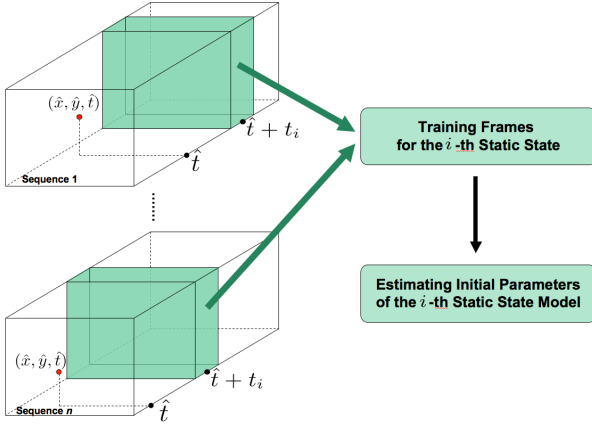 (x̂, ŷ, t̂)
t̂ + tᵢ
t̂
Sequence 1
Training Frames
for the i -th Static State
Estimating Initial Parameters
of the i -th Static State Model
(x̂, ŷ, t̂)
t̂ + tᵢ
t̂
Sequence n